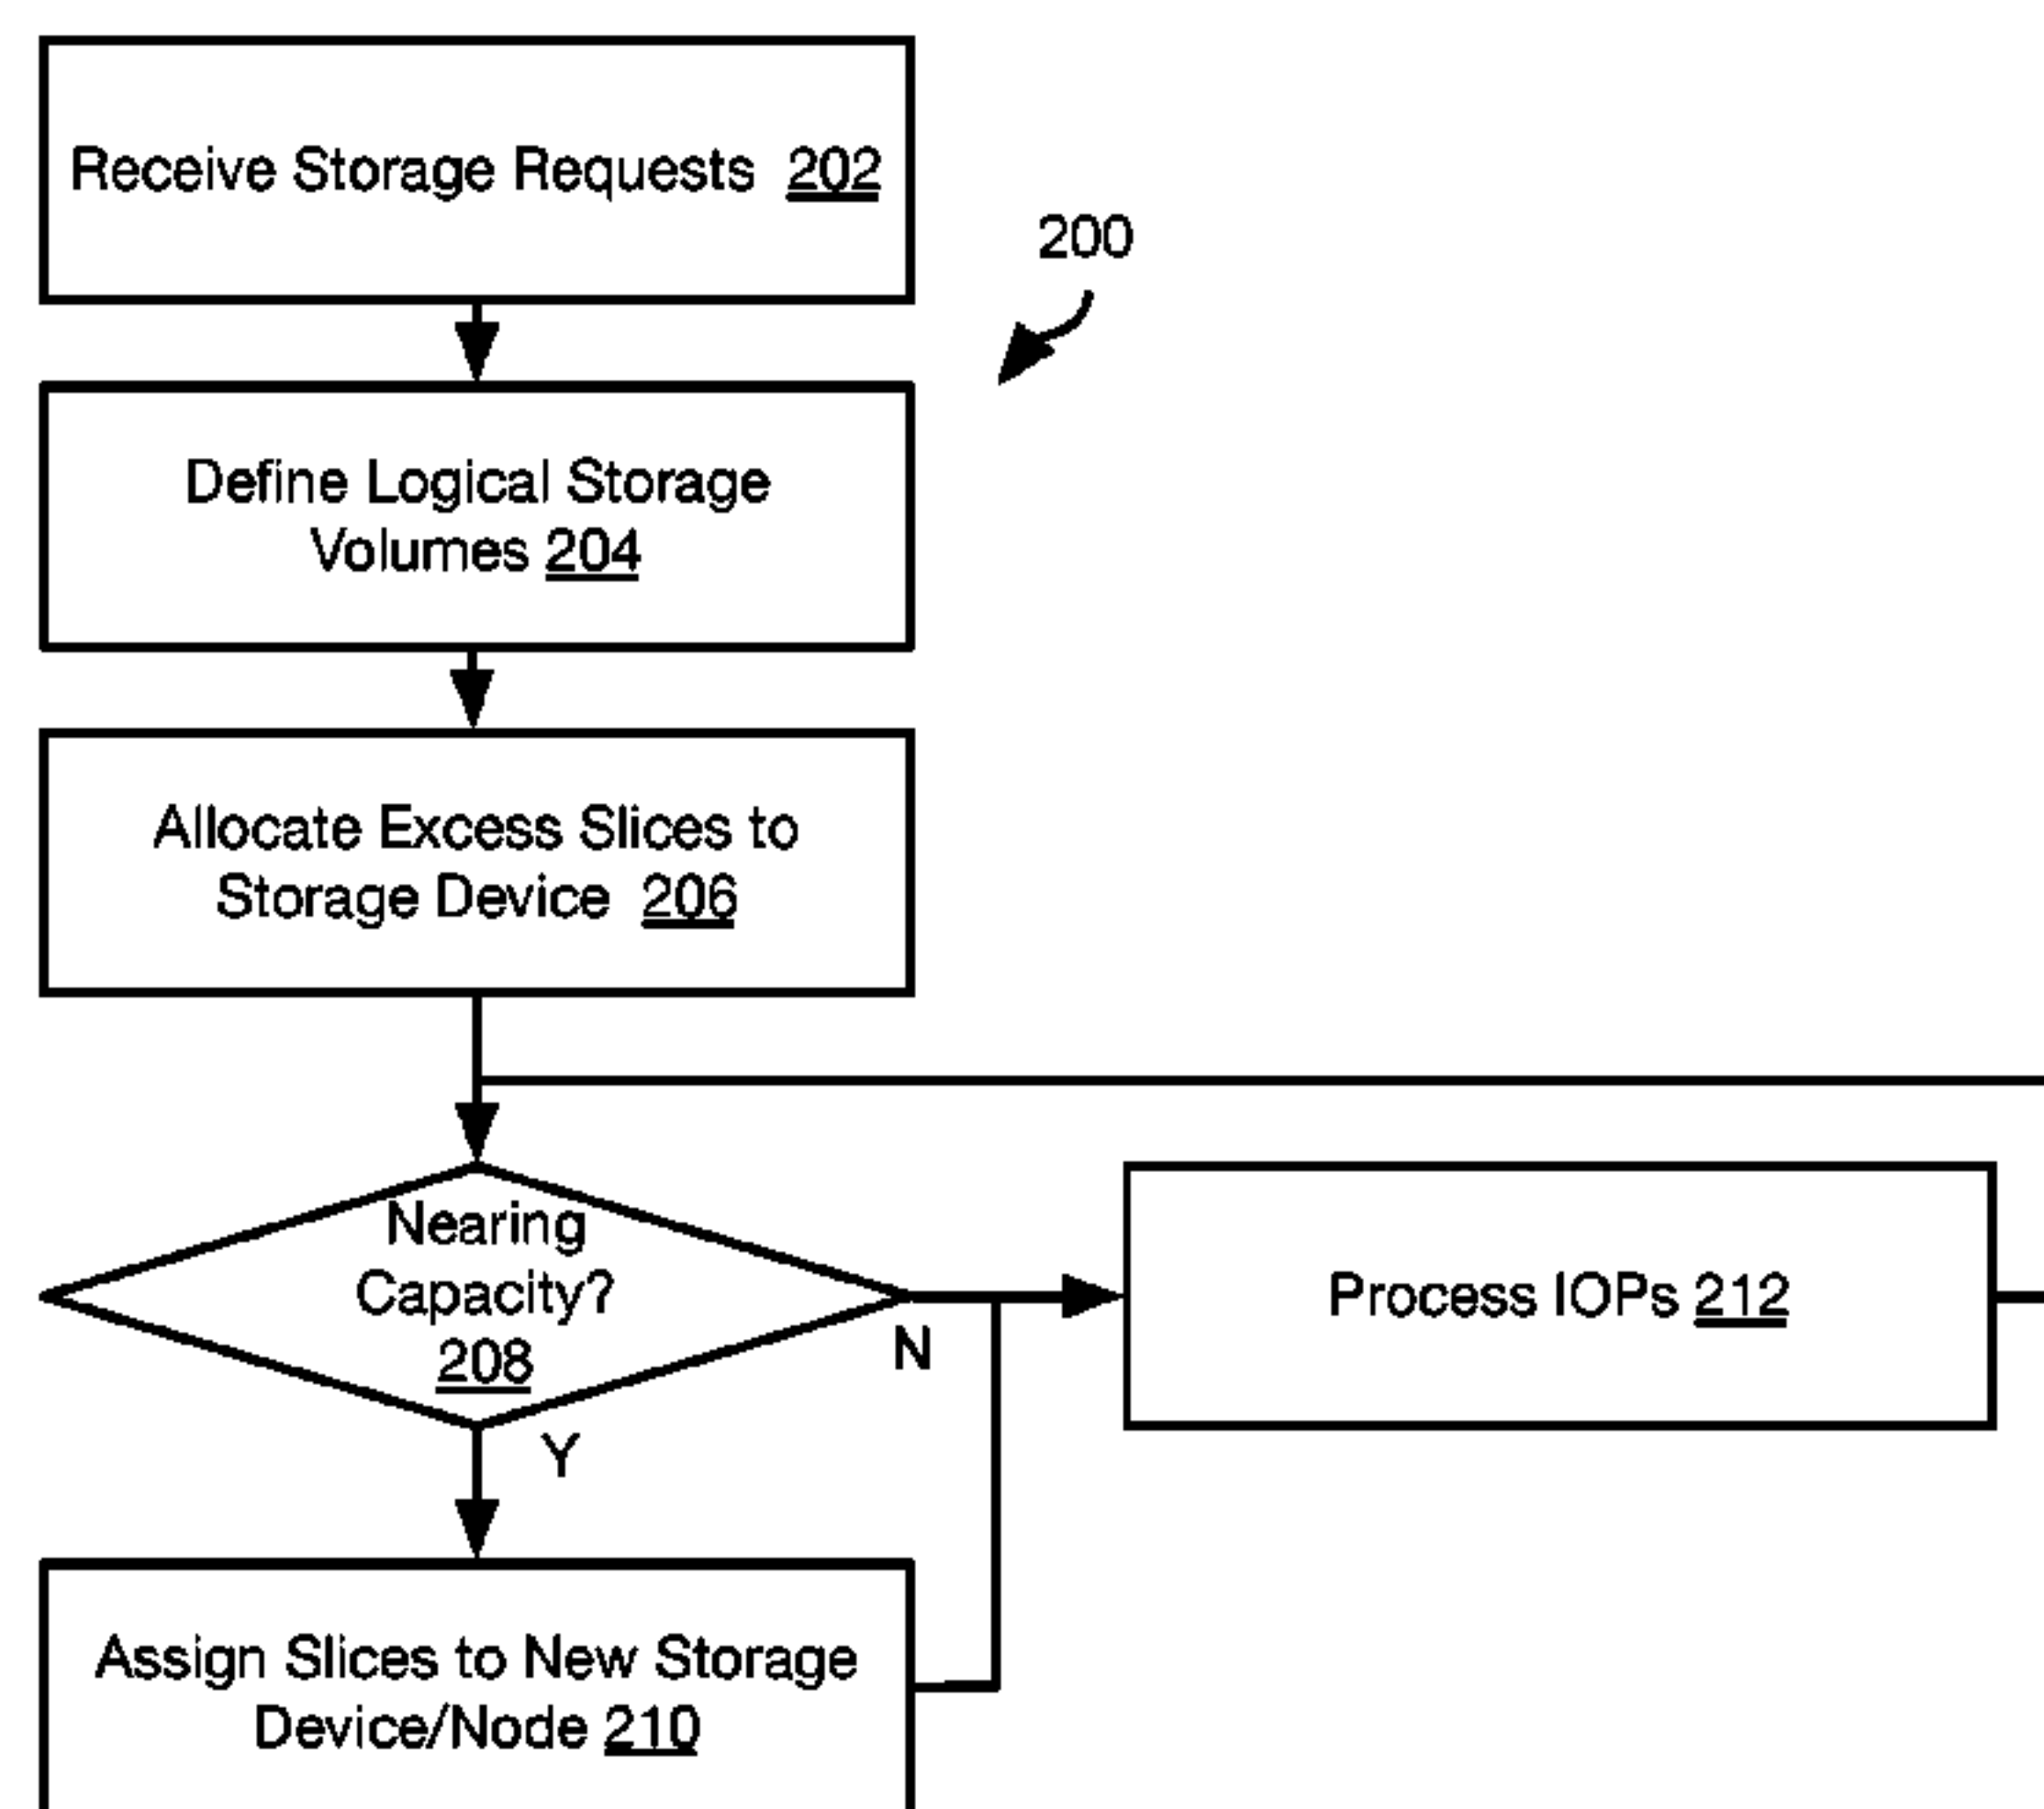 Receive Storage Requests 202
200
Define Logical Storage
Volumes 204
Allocate Excess Slices to
Storage Device 206
Nearing
Capacity?
208
N
Process IOPs 212
Y
Assign Slices to New Storage
Device/Node 210